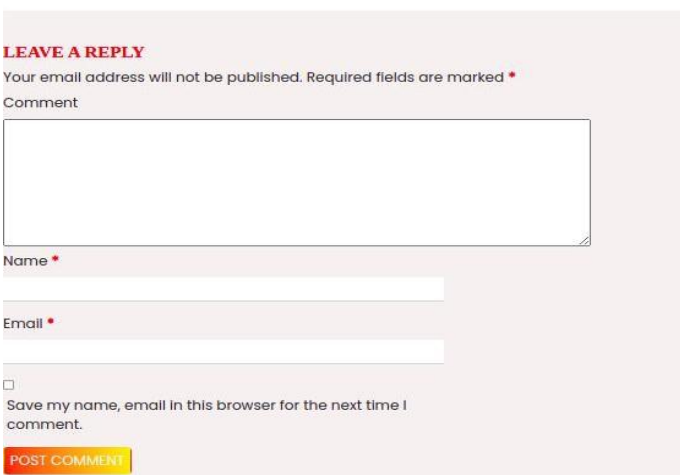 LEAVE A REPLY
Your email address will not be published. Required fields are marked *
Comment
Name *
Email *
Save my name, email in this browser for the next time I
comment.
POST COMMENT